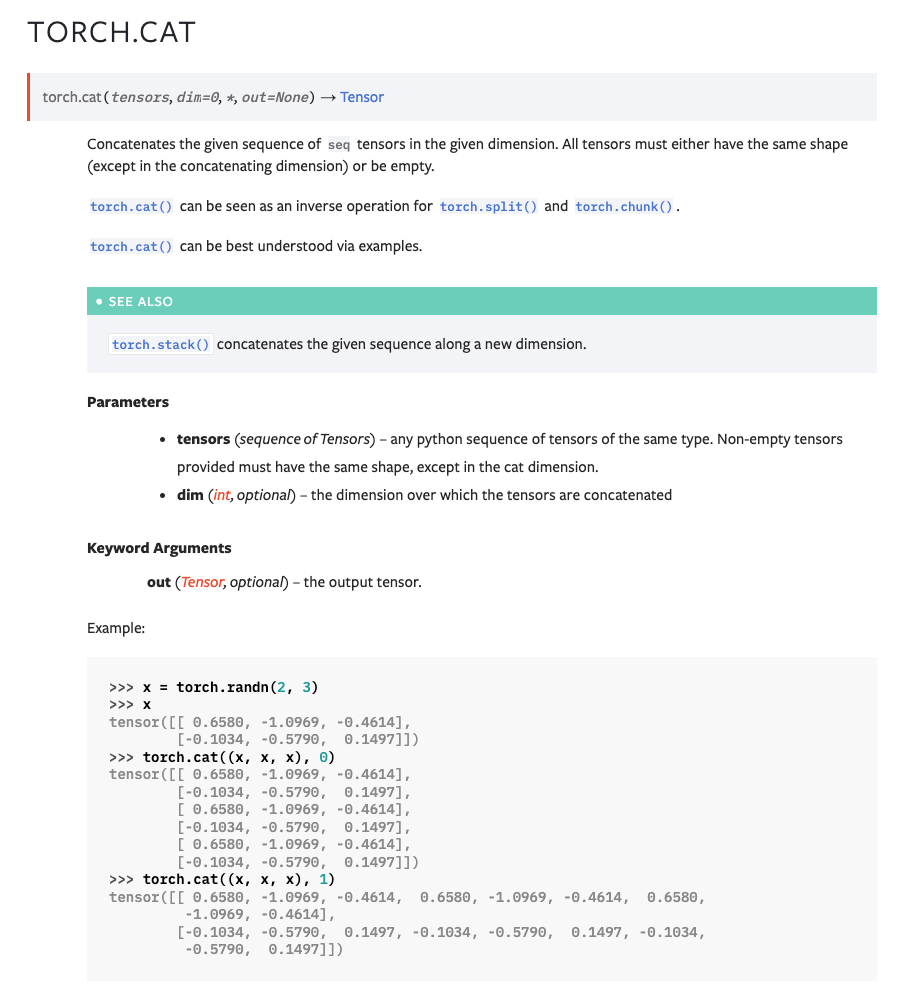 TORCH.CAT
torch.cat(tensors, dim=0, *, out=None) → Tensor
Concatenates the given sequence of seq tensors in the given dimension. All tensors must either have the same shape
(except in the concatenating dimension) or be empty.
torch.cat() can be seen as an inverse operation for torch.split() and torch.chunk().
torch.cat() can be best understood via examples.
• SEE ALSO
torch.stack() concatenates the given sequence along a new dimension.
Parameters
• tensors (sequence of Tensors) – any python sequence of tensors of the same type. Non-empty tensors
provided must have the same shape, except in the cat dimension.
• dim (int, optional) – the dimension over which the tensors are concatenated
Keyword Arguments
out (Tensor, optional) – the output tensor.
Example:
>>> x = torch.randn(2, 3)
>>> x
tensor([[ 0.6580, -1.0969, -0.4614],
        [-0.1034, -0.5790,  0.1497]])
>>> torch.cat((x, x, x), 0)
tensor([[ 0.6580, -1.0969, -0.4614],
        [-0.1034, -0.5790,  0.1497],
        [ 0.6580, -1.0969, -0.4614],
        [-0.1034, -0.5790,  0.1497],
        [ 0.6580, -1.0969, -0.4614],
        [-0.1034, -0.5790,  0.1497]])
>>> torch.cat((x, x, x), 1)
tensor([[ 0.6580, -1.0969, -0.4614,  0.6580, -1.0969, -0.4614,  0.6580,
         -1.0969, -0.4614],
        [-0.1034, -0.5790,  0.1497, -0.1034, -0.5790,  0.1497, -0.1034,
         -0.5790,  0.1497]])